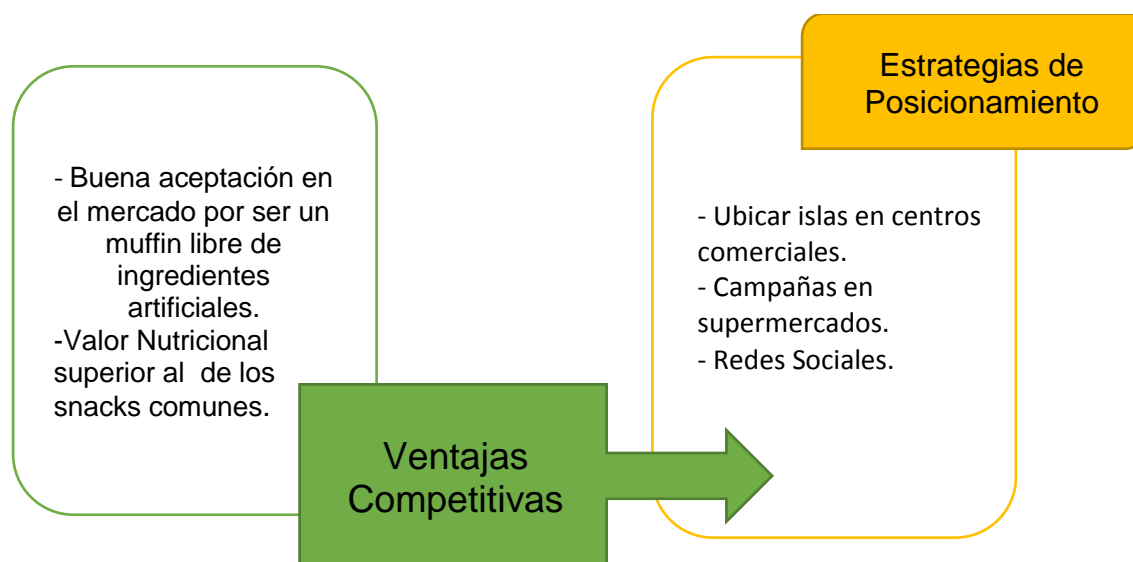 - Buena aceptación en
el mercado por ser un
muffin libre de
ingredientes
artificiales.
-Valor Nutricional
superior al de los
snacks comunes.
Ventajas
Competitivas
Estrategias de
Posicionamiento
- Ubicar islas en centros
comerciales.
- Campañas en
supermercados.
- Redes Sociales.